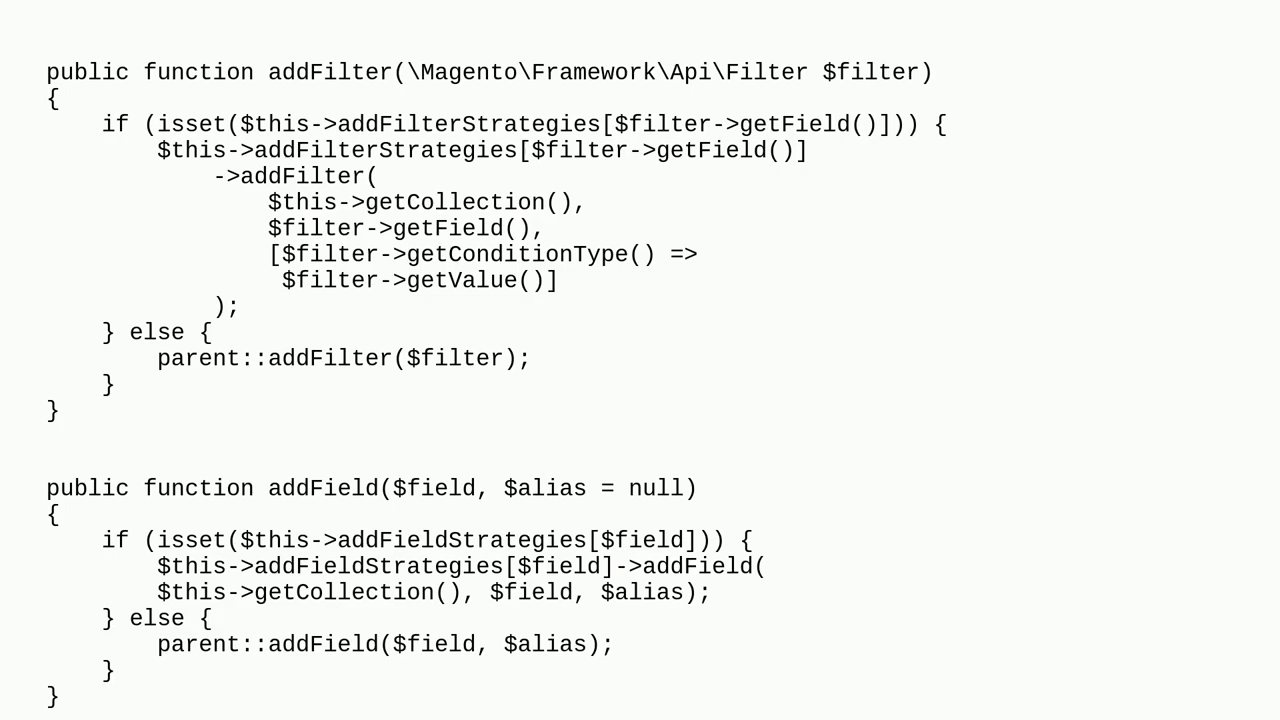 public function addFilter(\Magento\Framework\Api\Filter $filter)
{
    if (isset($this->addFilterStrategies[$filter->getField()])) {
        $this->addFilterStrategies[$filter->getField()]
            ->addFilter(
                $this->getCollection(),
                $filter->getField(),
                [$filter->getConditionType() =>
                 $filter->getValue()]
            );
    } else {
        parent::addFilter($filter);
    }
}

public function addField($field, $alias = null)
{
    if (isset($this->addFieldStrategies[$field])) {
        $this->addFieldStrategies[$field]->addField(
        $this->getCollection(), $field, $alias);
    } else {
        parent::addField($field, $alias);
    }
}